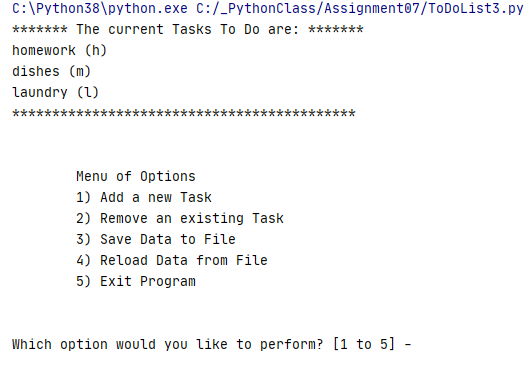 C:\Python38\python.exe C:/_PythonClass/Assignment07/ToDoList3.py
******* The current Tasks To Do are: *******
homework (h)
dishes (m)
laundry (l)
*******************************************
Menu of Options
1) Add a new Task
2) Remove an existing Task
3) Save Data to File
4) Reload Data from File
5) Exit Program
Which option would you like to perform? [1 to 5] -